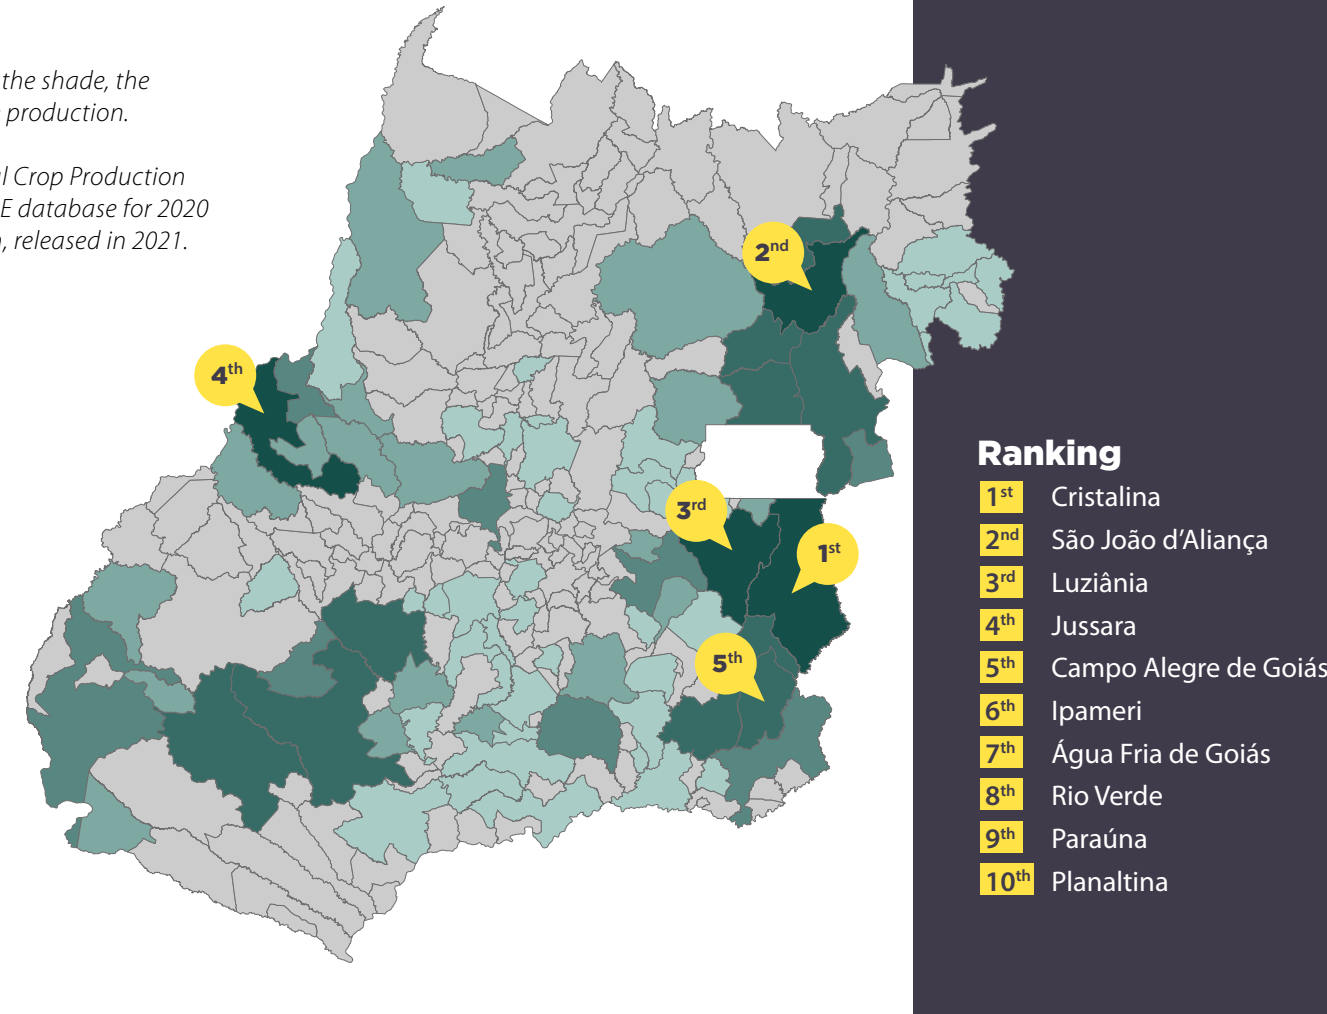 the shade, the
production.
l Crop Production
E database for 2020
, released in 2021.
2nd
4th
3rd
1st
5th
Ranking
1st Cristalina
2nd São João d’Aliança
3rd Luziânia
4th Jussara
5th Campo Alegre de Goiás
6th Ipameri
7th Água Fria de Goiás
8th Rio Verde
9th Paraúna
10th Planaltina